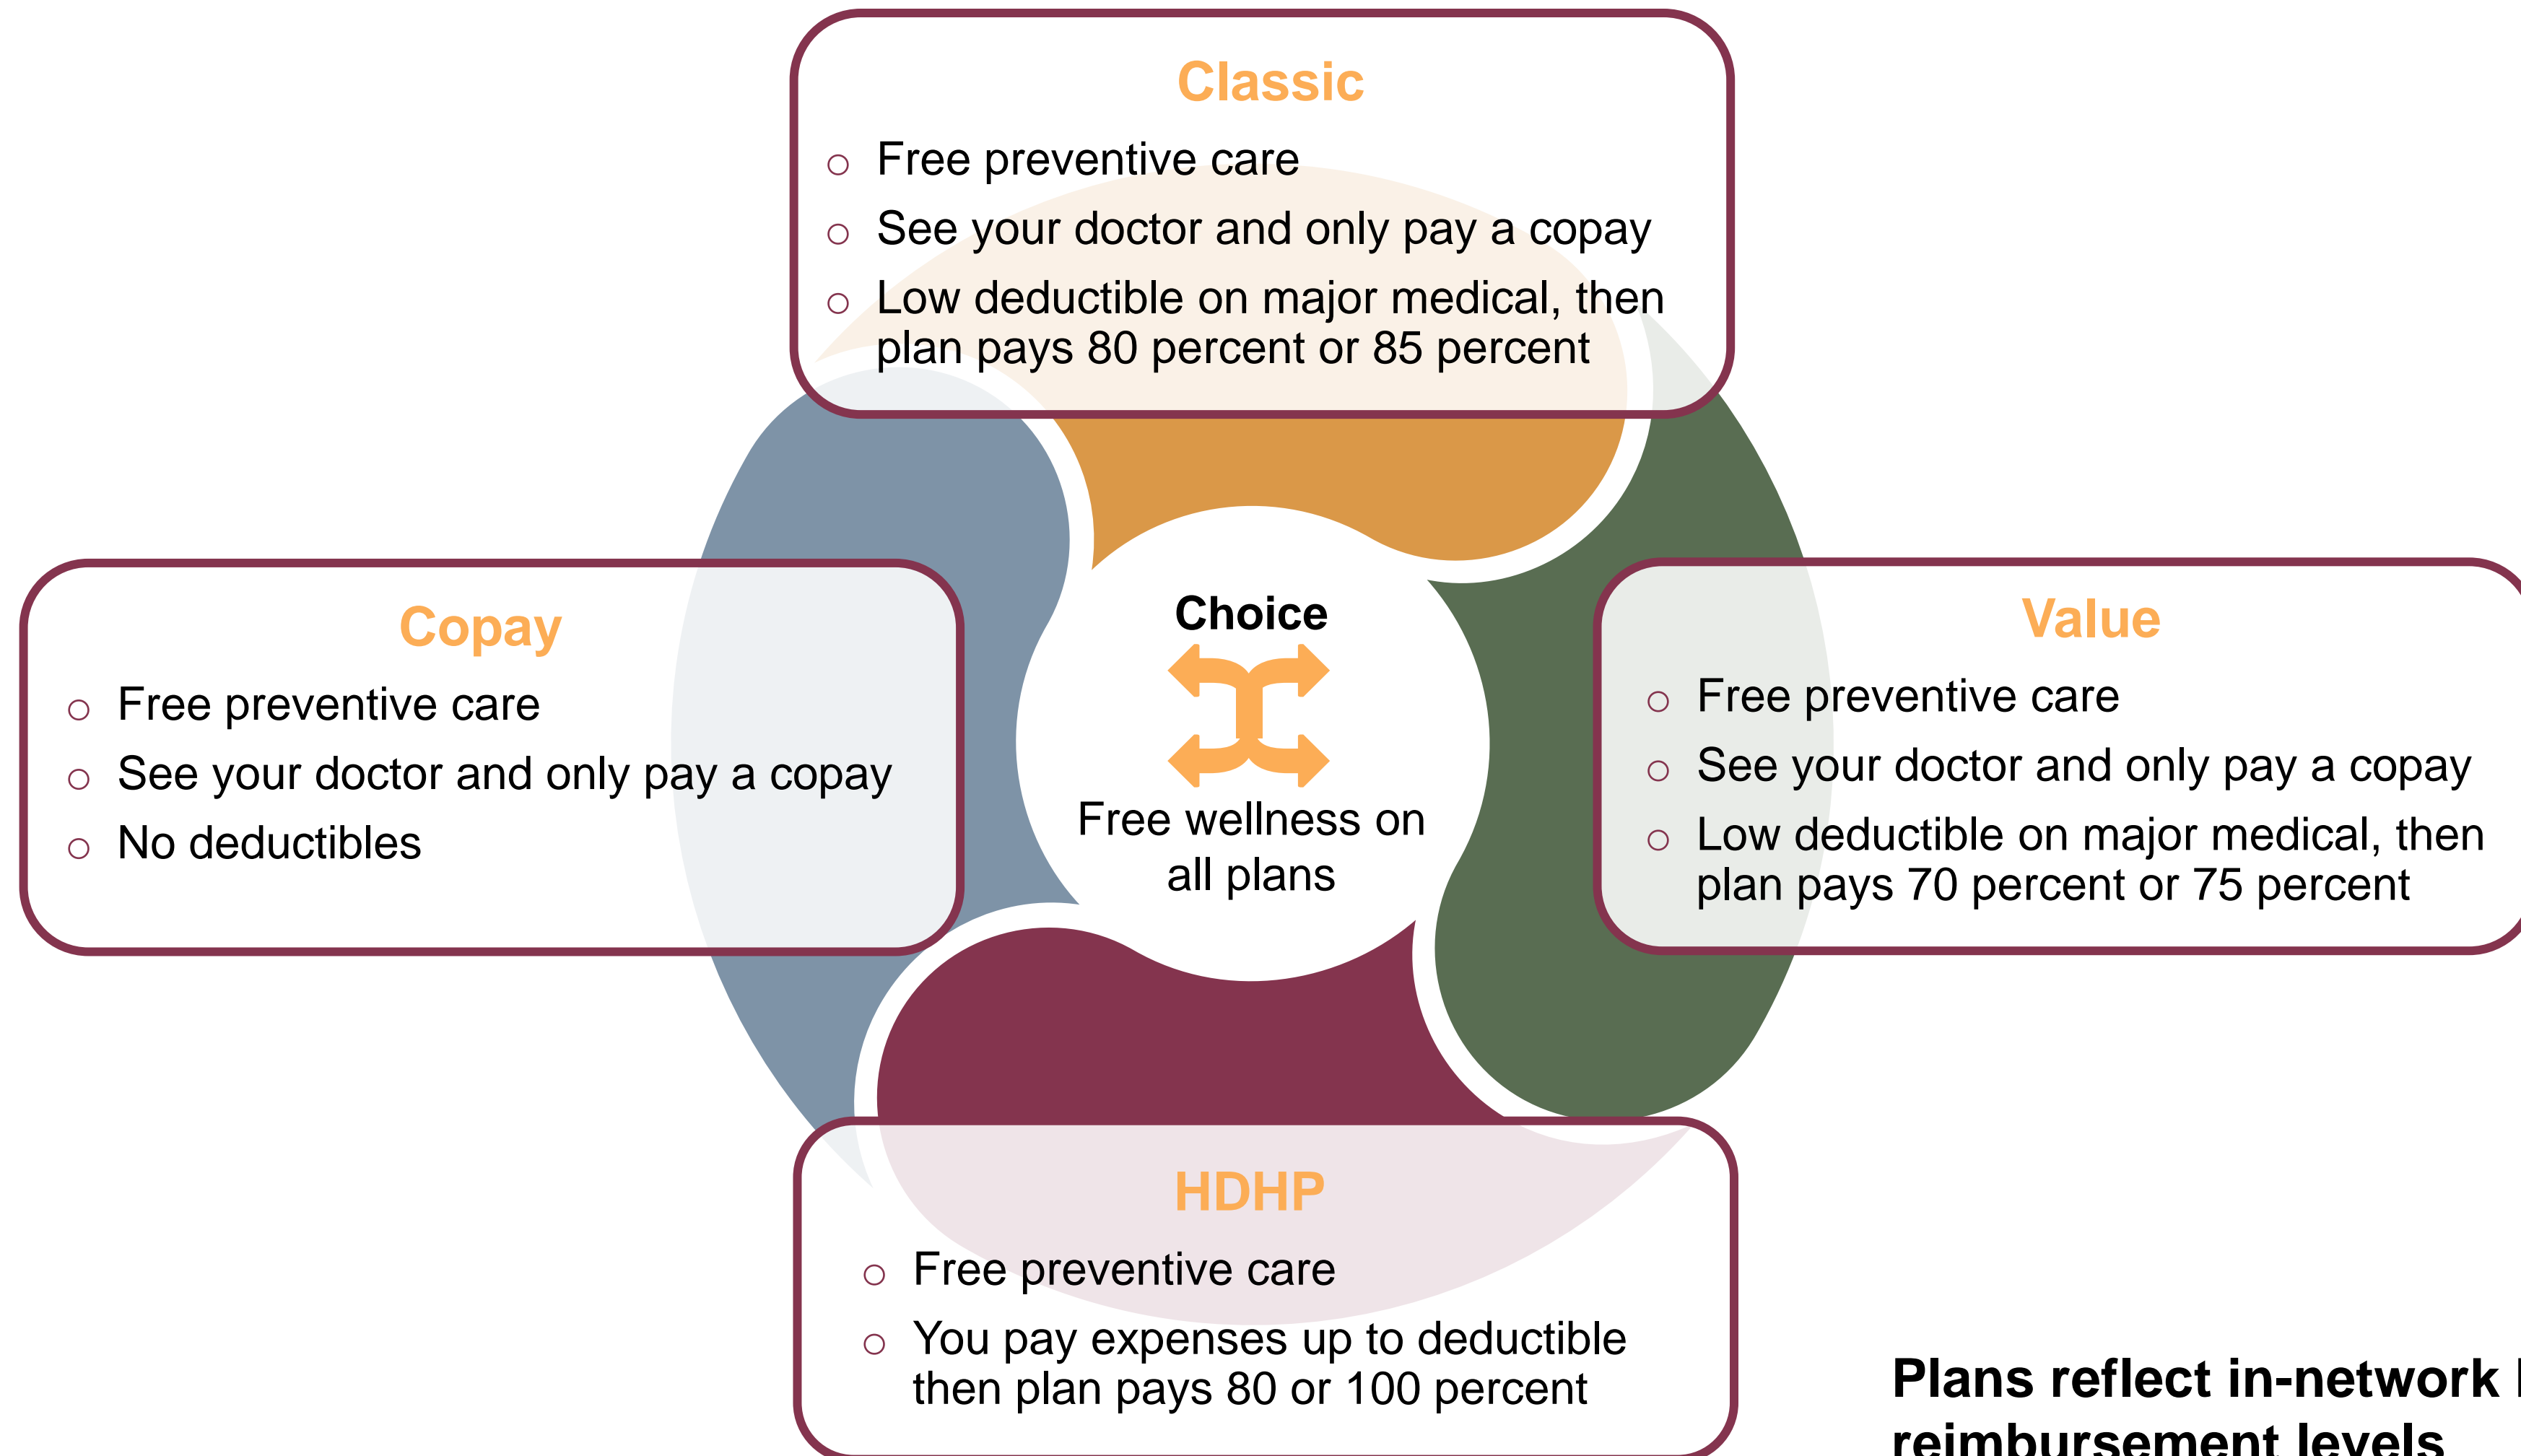 Classic
○ Free preventive care
○ See your doctor and only pay a copay
○ Low deductible on major medical, then
plan pays 80 percent or 85 percent
Copay
○ Free preventive care
○ See your doctor and only pay a copay
○ No deductibles
Choice
Free wellness on
all plans
Value
○ Free preventive care
○ See your doctor and only pay a copay
○ Low deductible on major medical, then
plan pays 70 percent or 75 percent
HDHP
○ Free preventive care
○ You pay expenses up to deductible
then plan pays 80 or 100 percent
Plans reflect in-network
reimbursement levels